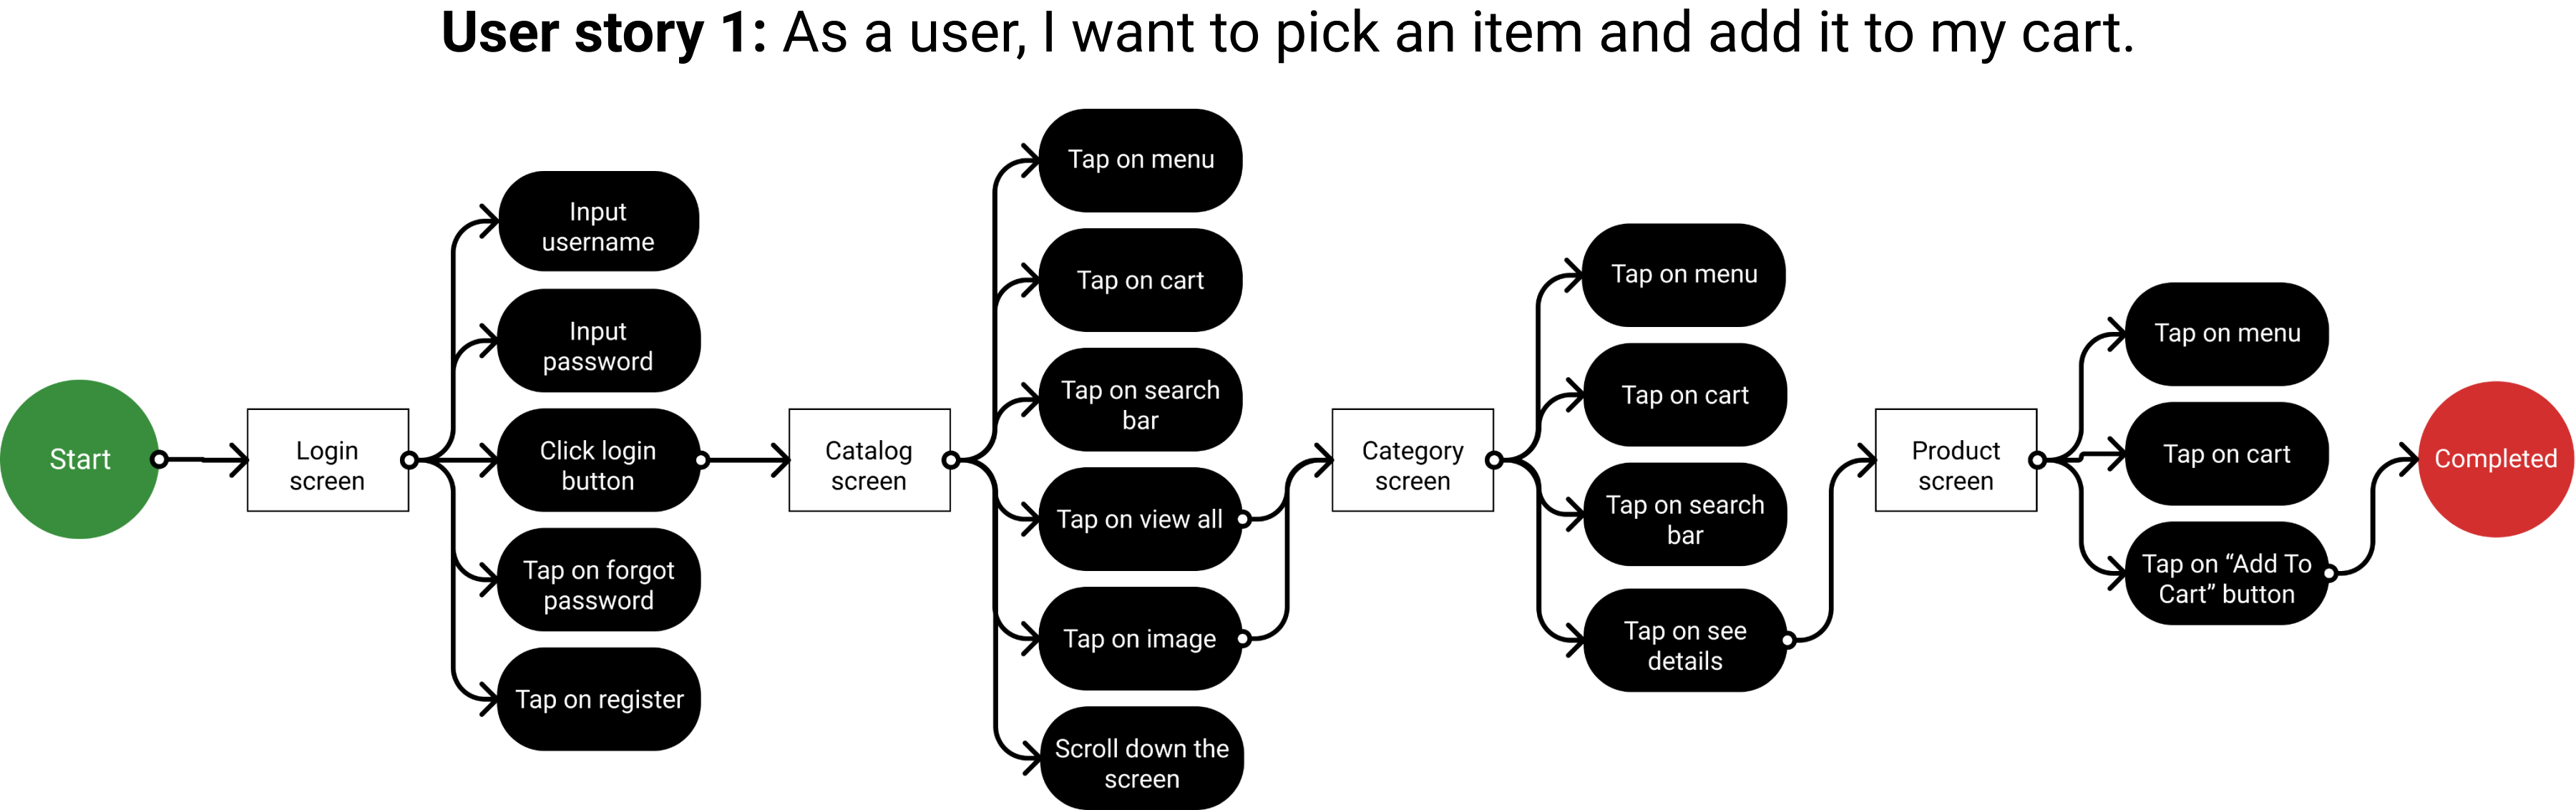 User story 1: As a user, I want to pick an item and add it to my cart.
Start
Login
screen
Input
username
Input
password
Click login
button
Tap on forgot
password
Tap on register
Catalog
screen
Tap on menu
Tap on cart
Tap on search
bar
Tap on view all
Tap on image
Scroll down the
screen
Category
screen
Tap on menu
Tap on cart
Tap on search
bar
Tap on see
details
Product
screen
Tap on menu
Tap on cart
Tap on “Add To
Cart” button
Completed